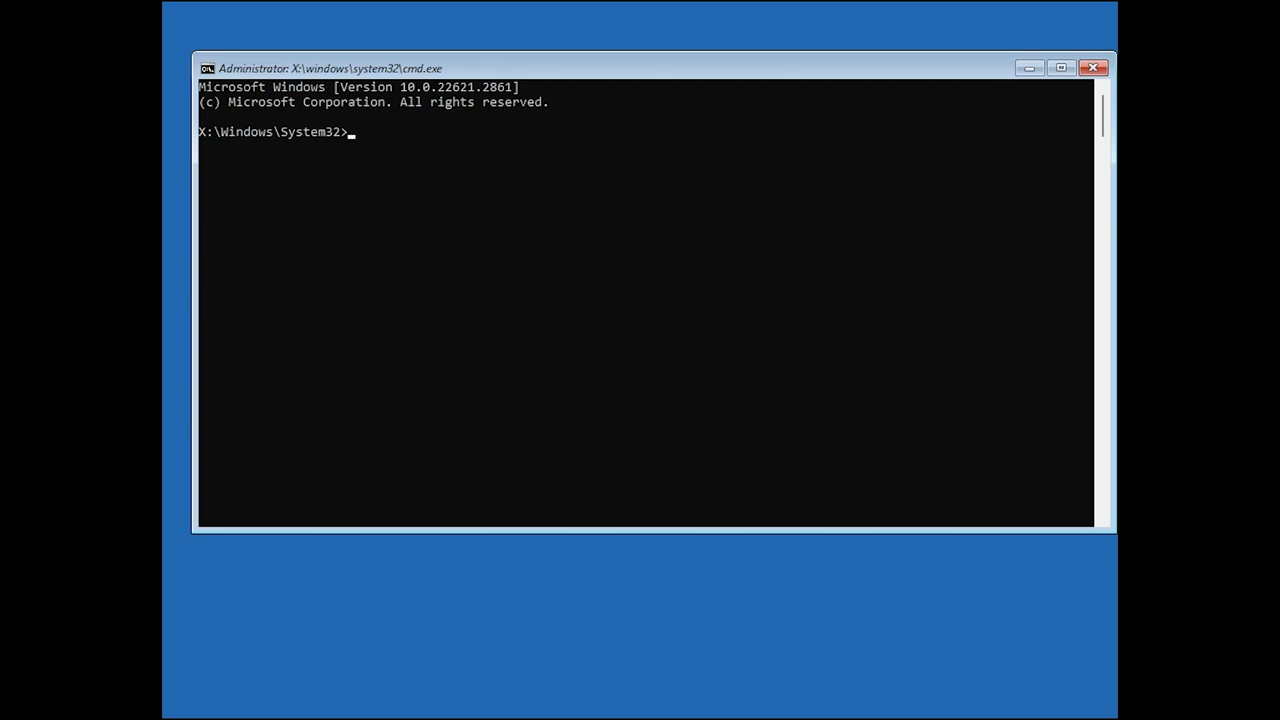 Administrator: X:\windows\system32\cmd.exe
Microsoft Windows [Version 10.0.22621.2861]
(c) Microsoft Corporation. All rights reserved.
X:\Windows\System32>